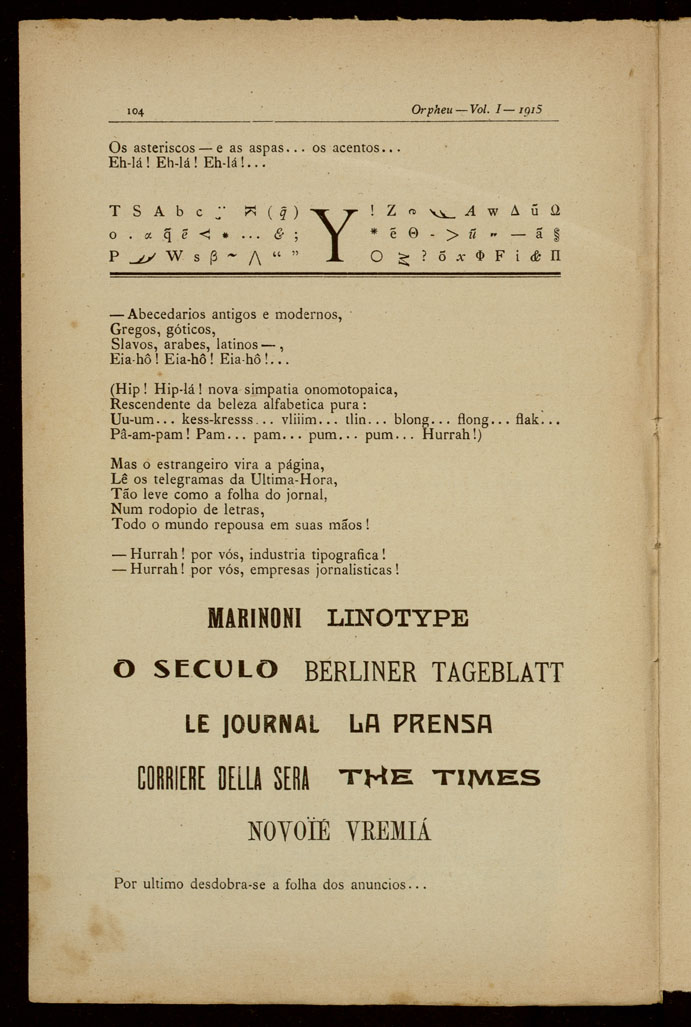 104 Orpheu — Vol. I — 1915
Os asteriscos — e as aspas... os acentos...
Eh-lá! Eh-lá! Eh-lá!...
T S A b c ( q̄ ) Y ! Z A w Δ ū Ω
o . α q̄ ē < * ... & ; * ē Θ - > ū „ — ā §
P W s β ~ /\ “ ” O ? ō x Φ F i & Π
— Abecedarios antigos e modernos,
Gregos, góticos,
Slavos, arabes, latinos —,
Eia-hô! Eia-hô! Eia-hô!...
(Hip! Hip-lá! nova simpatia onomotopaica,
Rescendente da beleza alfabetica pura:
Uu-um... kess-kresss... vliiim... tlin... blong... flong... flak...
Pâ-am-pam! Pam... pam... pum... pum... Hurrah!)
Mas o estrangeiro vira a página,
Lê os telegramas da Ultima-Hora,
Tão leve como a folha do jornal,
Num rodopio de letras,
Todo o mundo repousa em suas mãos!
— Hurrah! por vós, industria tipografica!
— Hurrah! por vós, empresas jornalisticas!
MARINONI LINOTYPE
O SECULO BERLINER TAGEBLATT
LE JOURNAL LA PRENSA
CORRIERE DELLA SERA THE TIMES
NOVOÏÉ VREMIÁ
Por ultimo desdobra-se a folha dos anuncios...